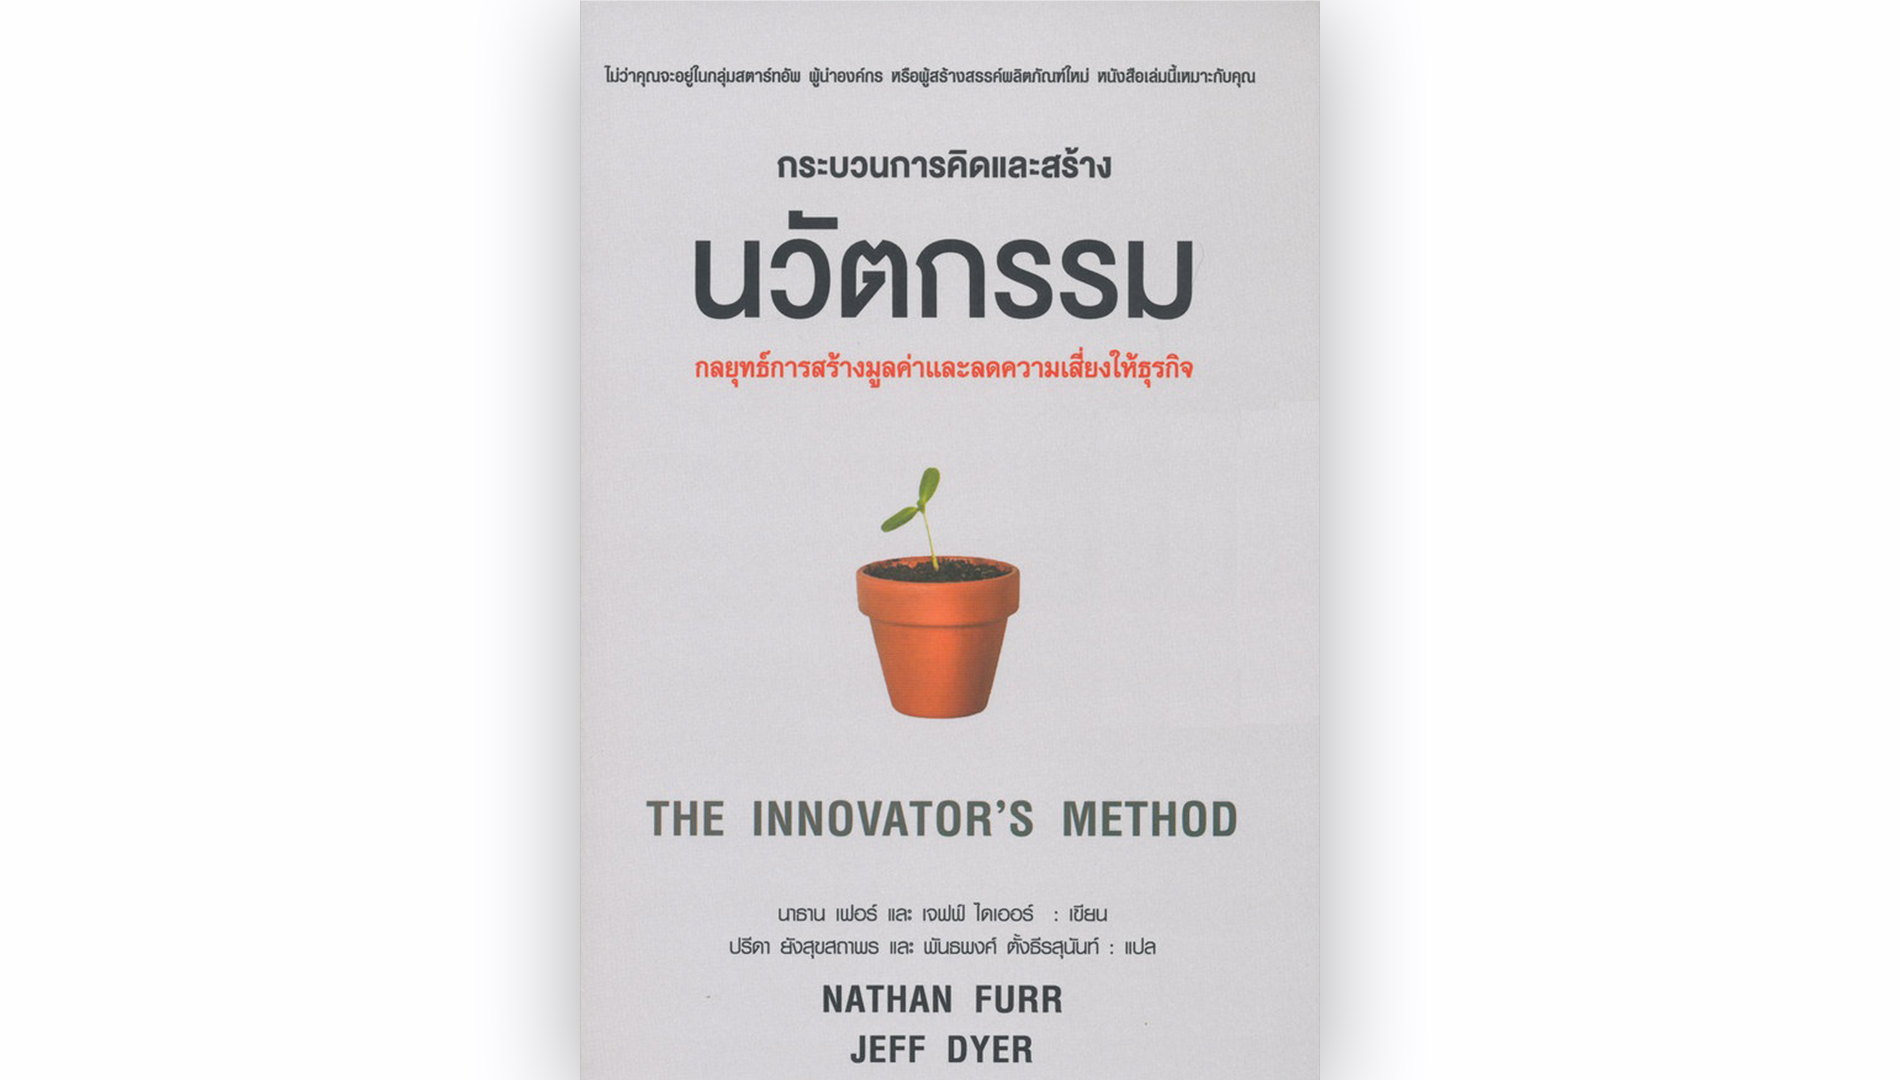 ไม่ว่าคุณจะอยู่ในกลุ่มสตาร์ทอัพ ผู้นำองค์กร หรือผู้สร้างสรรค์ผลิตภัณฑ์ใหม่ หนังสือเล่มนี้เหมาะกับคุณ
กระบวนการคิดและสร้าง
นวัตกรรม
กลยุทธ์การสร้างมูลค่าและลดความเสี่ยงให้ธุรกิจ
THE INNOVATOR’S METHOD
นาธาน เฟอร์ และ เจฟฟ์ ไดเออร์ : เขียน
ปรีดา ยังสุขสถาพร และ พันธพงศ์ ตั้งธีรสุนันท์ : แปล
NATHAN FURR
JEFF DYER